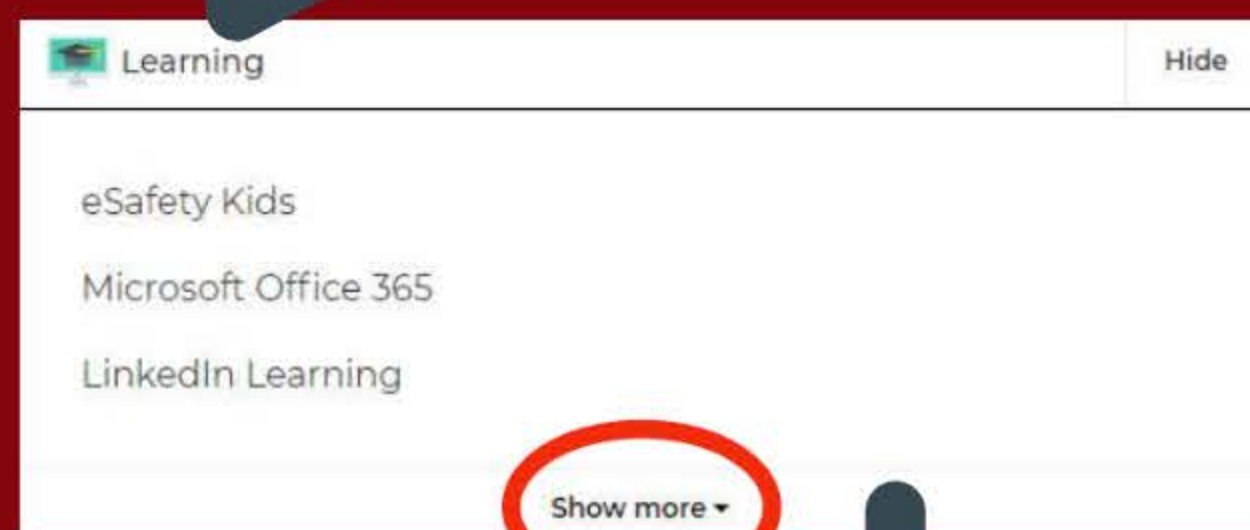 Learning
Hide
eSafety Kids
Microsoft Office 365
LinkedIn Learning
Show more